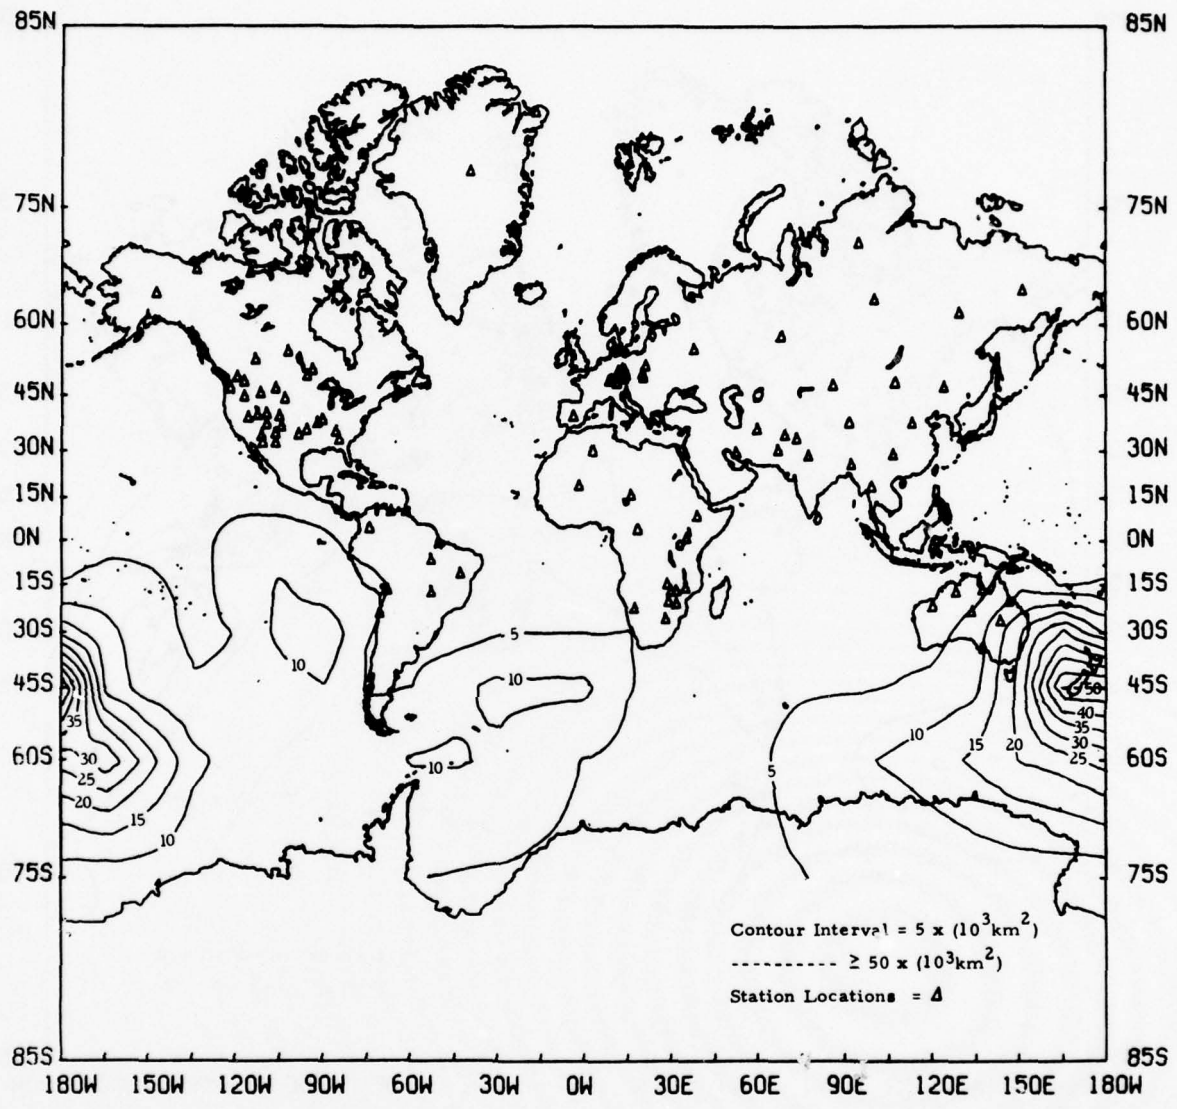 85N 85N
75N 75N
60N 60N
45N 45N
30N 30N
15N 15N
0N 0N
15S 15S
30S 5 30S
10 10
45S 50 45S
35 40
10 15 20 35
30 10 5 30
60S 25 25 60S
20
15
10
75S 75S
Contour Interval = 5 x (10³km²)
---------- ≥ 50 x (10³km²)
Station Locations = Δ
85S 85S
180W 150W 120W 90W 60W 30W 0W 30E 60E 90E 120E 150E 180W